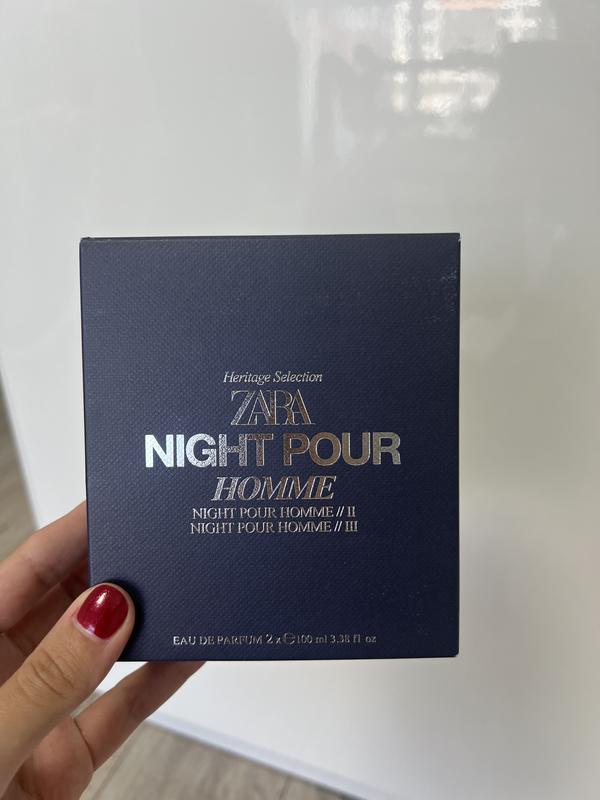 Heritage Selection
ZARA
NIGHT POUR
HOMME
NIGHT POUR HOMME // II
NIGHT POUR HOMME // III
EAU DE PARFUM 2 x ℮100 ml 3.38 fl oz